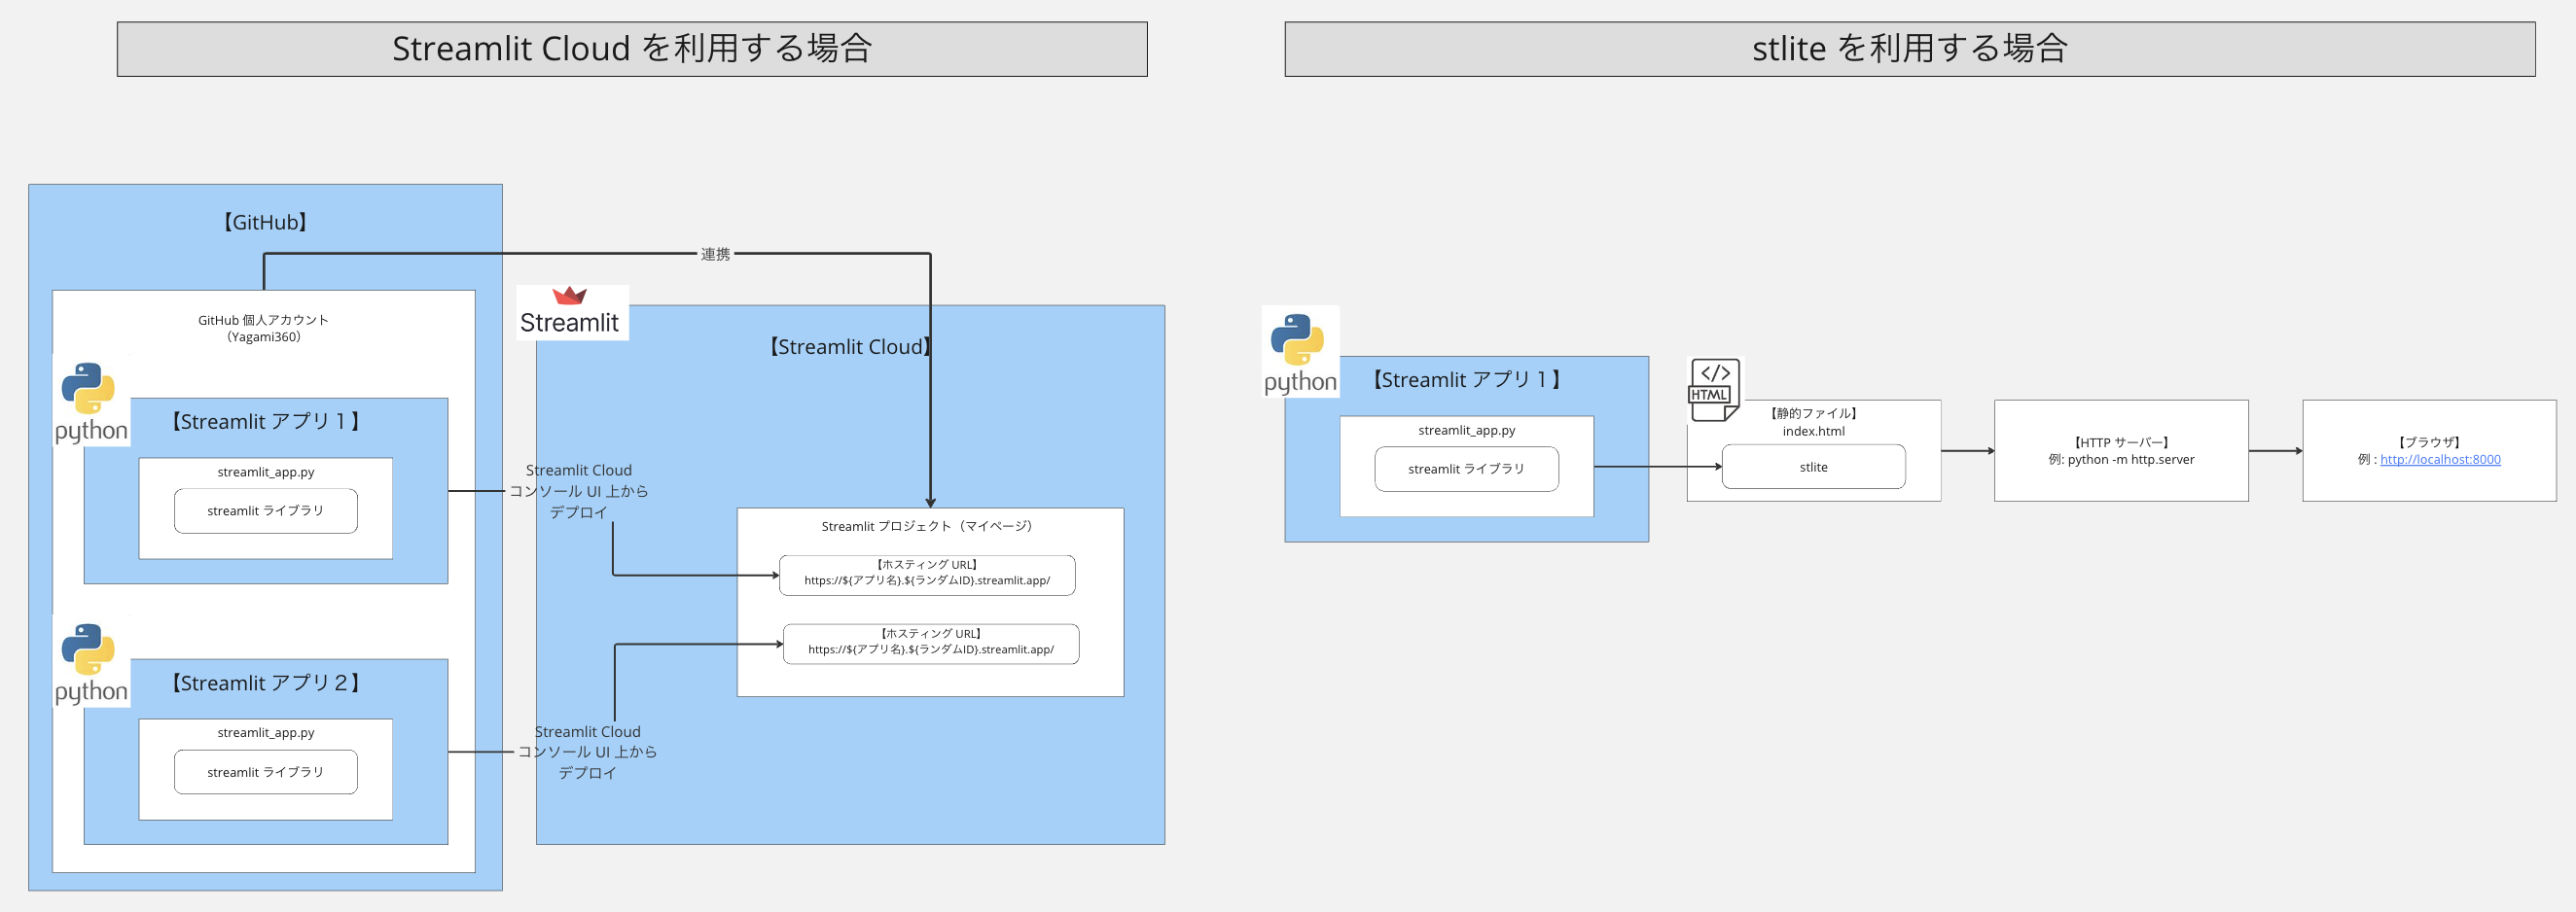 Streamlit Cloud を利用する場合
【GitHub】
連携
GitHub 個人アカウント
（Yagami360）
python
【Streamlit アプリ１】
streamlit_app.py
streamlit ライブラリ
Streamlit Cloud
コンソール UI 上から
デプロイ
python
【Streamlit アプリ２】
streamlit_app.py
streamlit ライブラリ
Streamlit Cloud
コンソール UI 上から
デプロイ
Streamlit
【Streamlit Cloud】
Streamlit プロジェクト（マイページ）
【ホスティング URL】
https://${アプリ名}.${ランダムID}.streamlit.app/
【ホスティング URL】
https://${アプリ名}.${ランダムID}.streamlit.app/
stlite を利用する場合
python
【Streamlit アプリ１】
streamlit_app.py
streamlit ライブラリ
</>
HTML
【静的ファイル】
index.html
stlite
【HTTP サーバー】
例: python -m http.server
【ブラウザ】
例 : http://localhost:8000